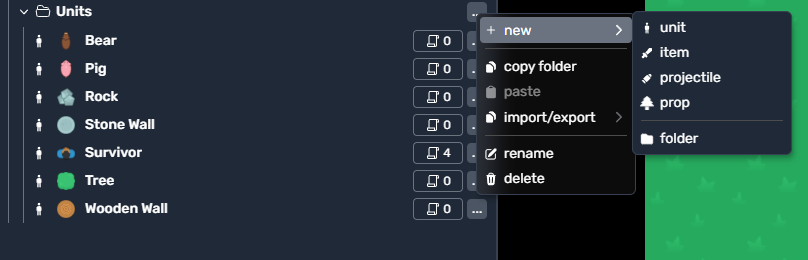 Units ...
new
Bear 0
copy folder
Pig 0
paste
Rock 0
import/export
Stone Wall 0
rename
Survivor 4
delete
Tree 0
Wooden Wall 0 ...
unit
item
projectile
prop
folder